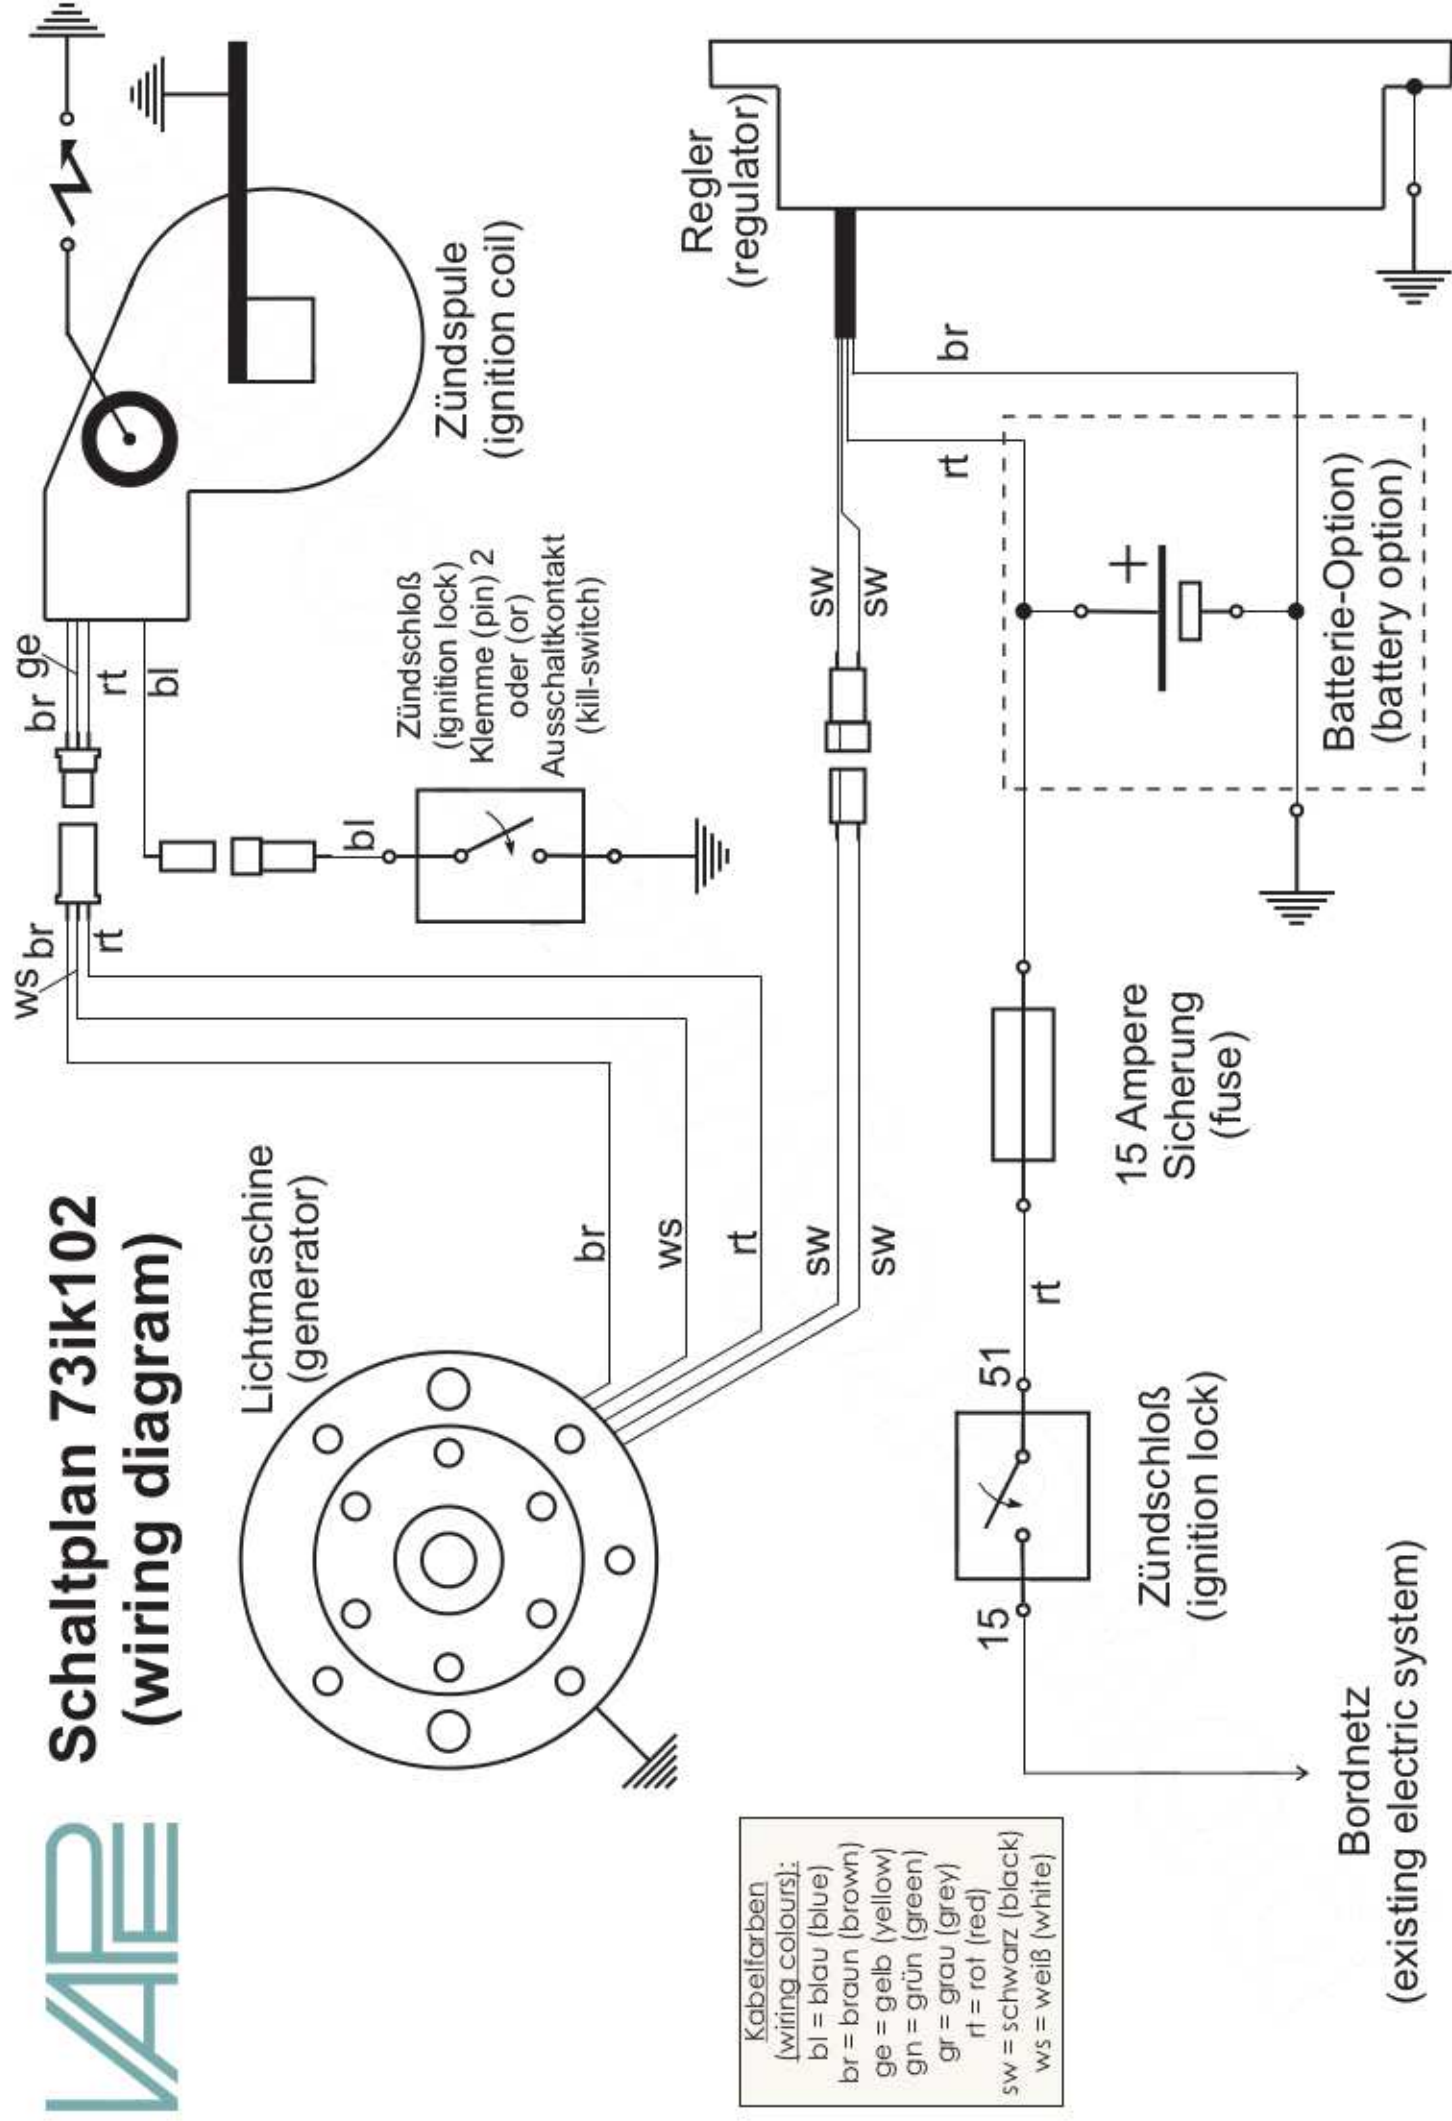 VAPE
Schaltplan 73ik102
(wiring diagram)
Lichtmaschine
(generator)
ws
br
rt
br
ge
rt
bl
bl
Zündspule
(ignition coil)
Zündschloß
(ignition lock)
Klemme (pin) 2
oder (or)
Ausschaltkontakt
(kill-switch)
br
ws
rt
sw
sw
sw
sw
Regler
(regulator)
br
rt
+
Batterie-Option)
(battery option)
15 Ampere
Sicherung
(fuse)
rt
51
15
Zündschloß
(ignition lock)
Bordnetz
(existing electric system)
Kabelfarben
(wiring colours):
bl = blau (blue)
br = braun (brown)
ge = gelb (yellow)
gn = grün (green)
gr = grau (grey)
rt = rot (red)
sw = schwarz (black)
ws = weiß (white)